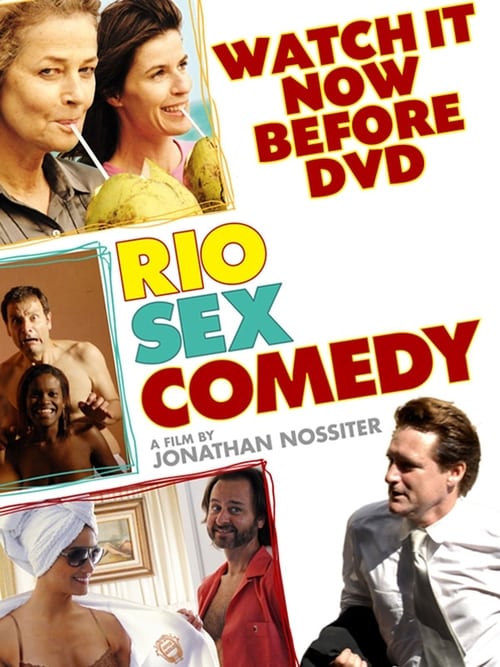 WATCH IT
NOW
BEFORE
DVD
RIO
SEX
COMEDY
A FILM BY
JONATHAN NOSSITER